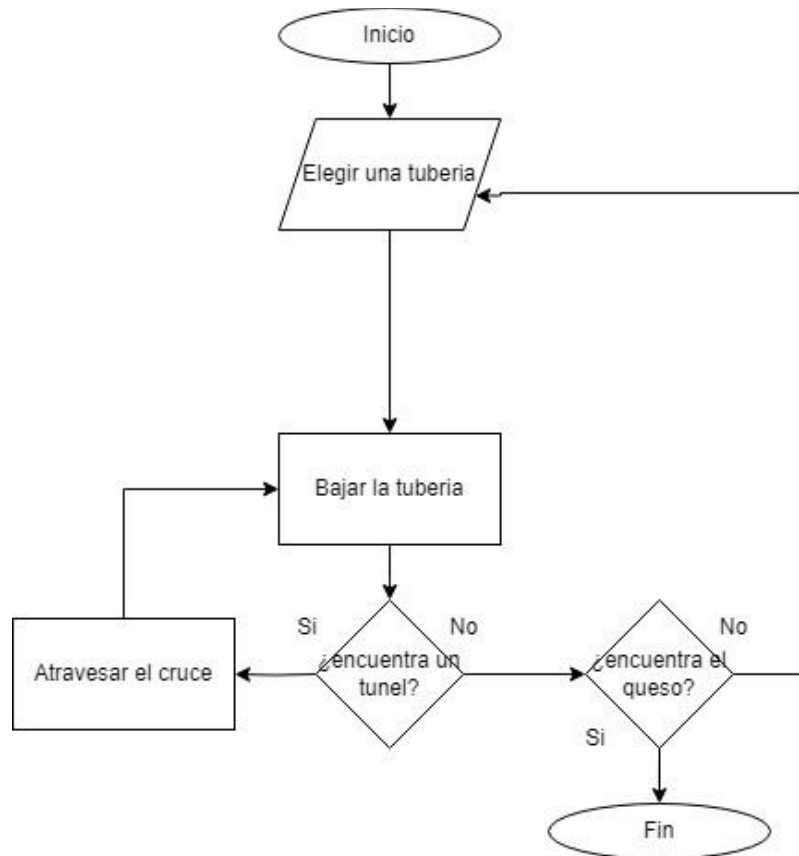 Inicio
Elegir una tuberia
Bajar la tuberia
Si
No
¿encuentra un
tunel?
Atravesar el cruce
No
¿encuentra el
queso?
Si
Fin